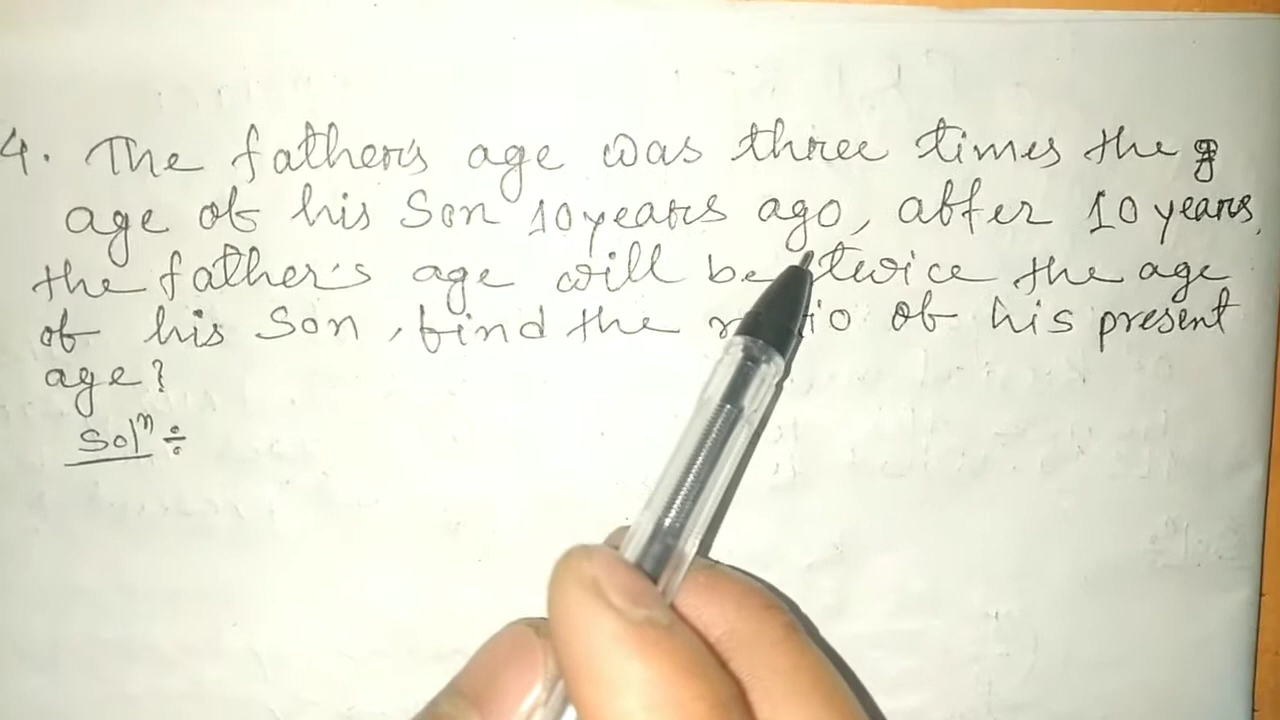 4. The father's age was three times the
age of his Son 10 years ago, after 10 years,
the father's age will be twice the age
of his Son, find the ratio of his present
age?
Solⁿ ÷